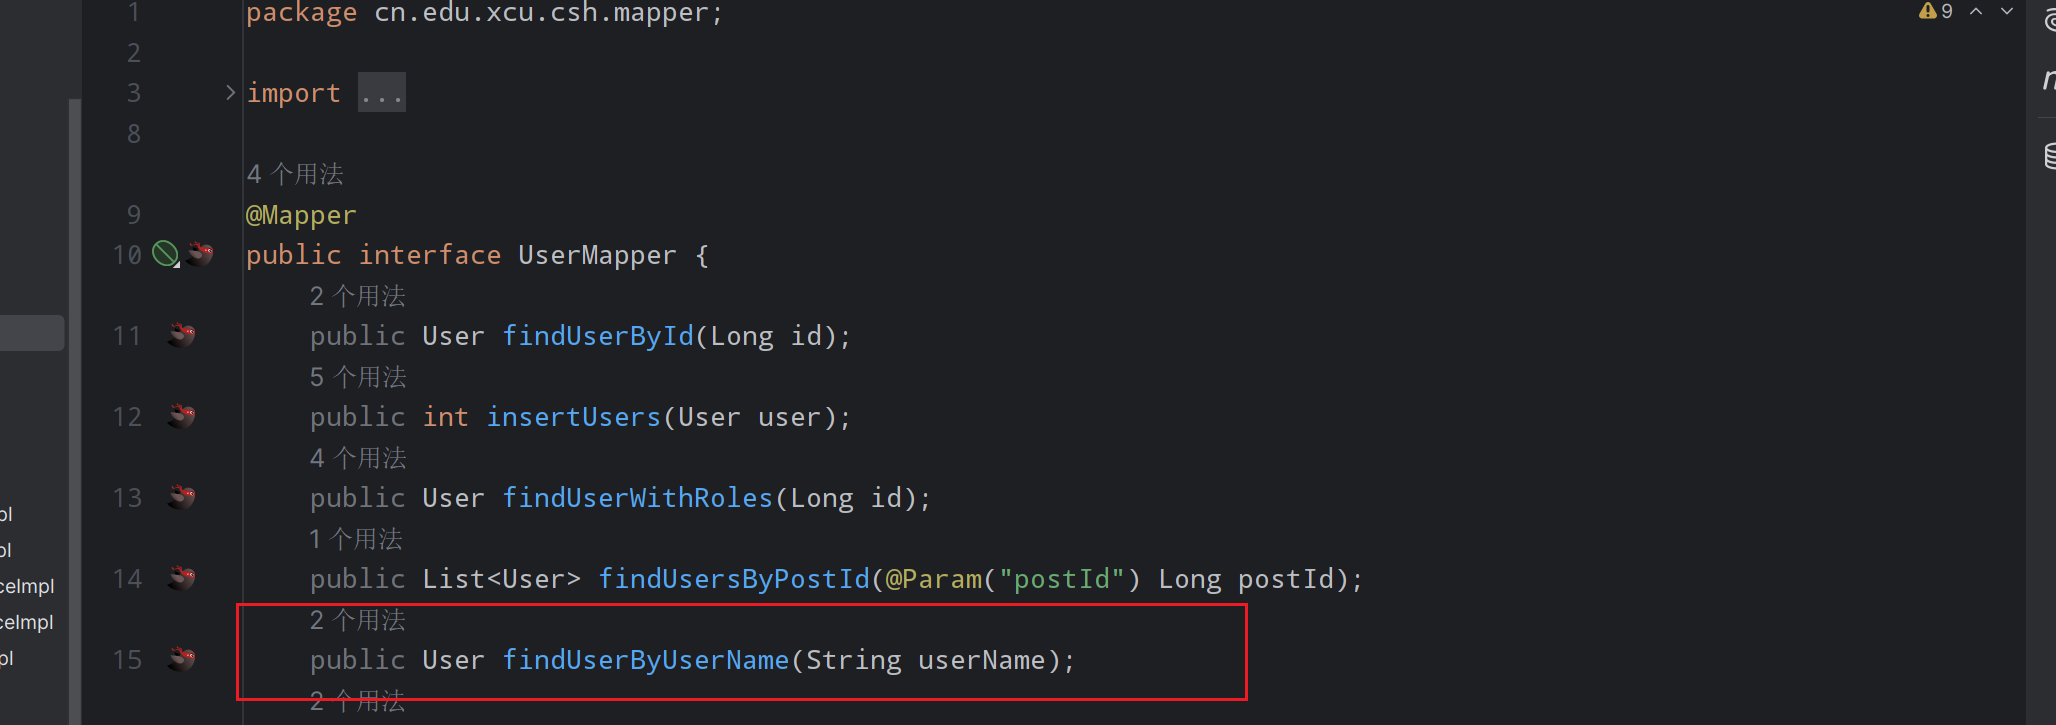 1 package cn.edu.xcu.csh.mapper;
9
2
3 import ...
8
4 个用法
9 @Mapper
10 public interface UserMapper {
2 个用法
11 public User findUserById(Long id);
5 个用法
12 public int insertUsers(User user);
4 个用法
13 public User findUserWithRoles(Long id);
1 个用法
14 public List<User> findUsersByPostId(@Param("postId") Long postId);
2 个用法
15 public User findUserByUserName(String userName);
2 个用法
pl
pl
ceImpl
ceImpl
pl